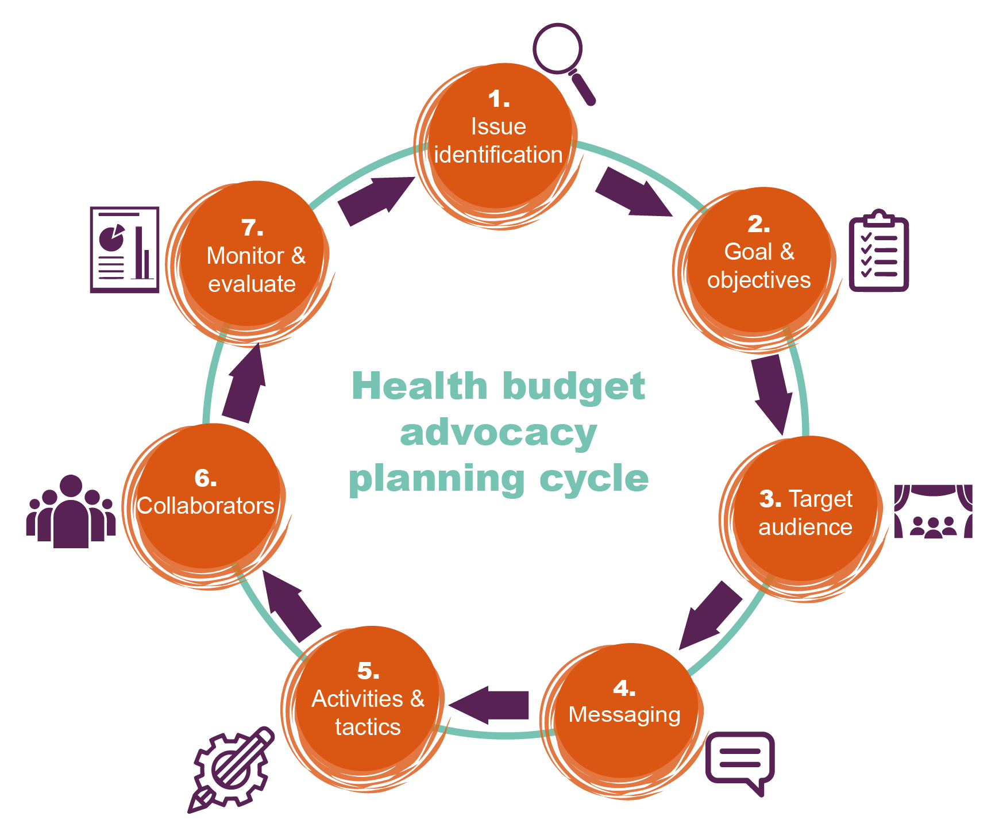 1.
Issue
identification
2.
Goal &
objectives
3. Target
audience
4.
Messaging
5.
Activities &
tactics
6.
Collaborators
7.
Monitor &
evaluate
Health budget
advocacy
planning cycle